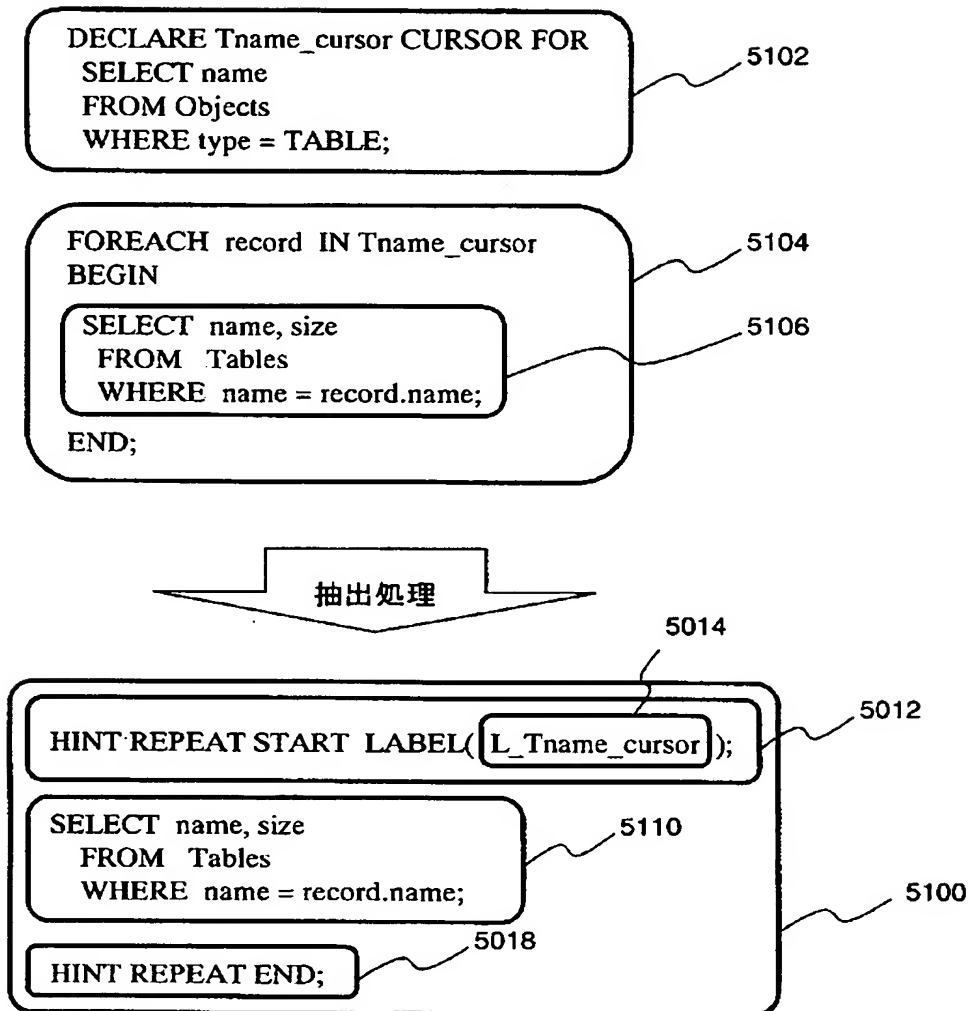 DECLARE Tname_cursor CURSOR FOR
SELECT name
FROM Objects
WHERE type = TABLE;
5102
FOREACH record IN Tname_cursor
BEGIN
5104
SELECT name, size
FROM Tables
WHERE name = record.name;
5106
END;
抽出処理
5014
HINT REPEAT START LABEL( L_Tname_cursor );
5012
SELECT name, size
FROM Tables
WHERE name = record.name;
5110
5100
HINT REPEAT END;
5018